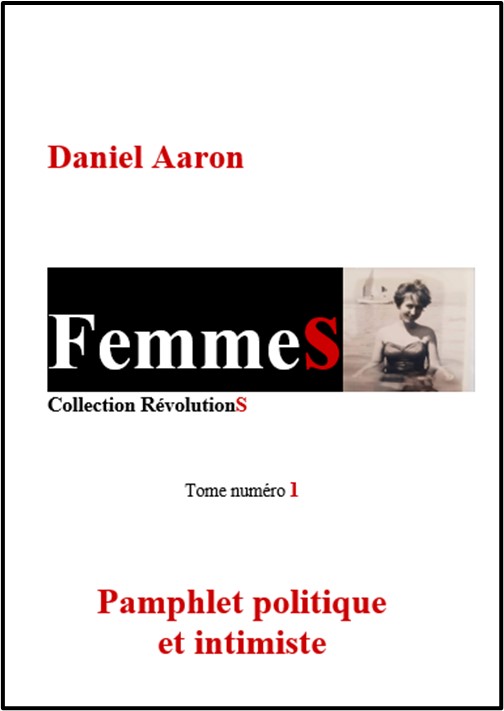 Daniel Aaron
FemmeS
Collection RévolutionS
Tome numéro 1
Pamphlet politique
et intimiste